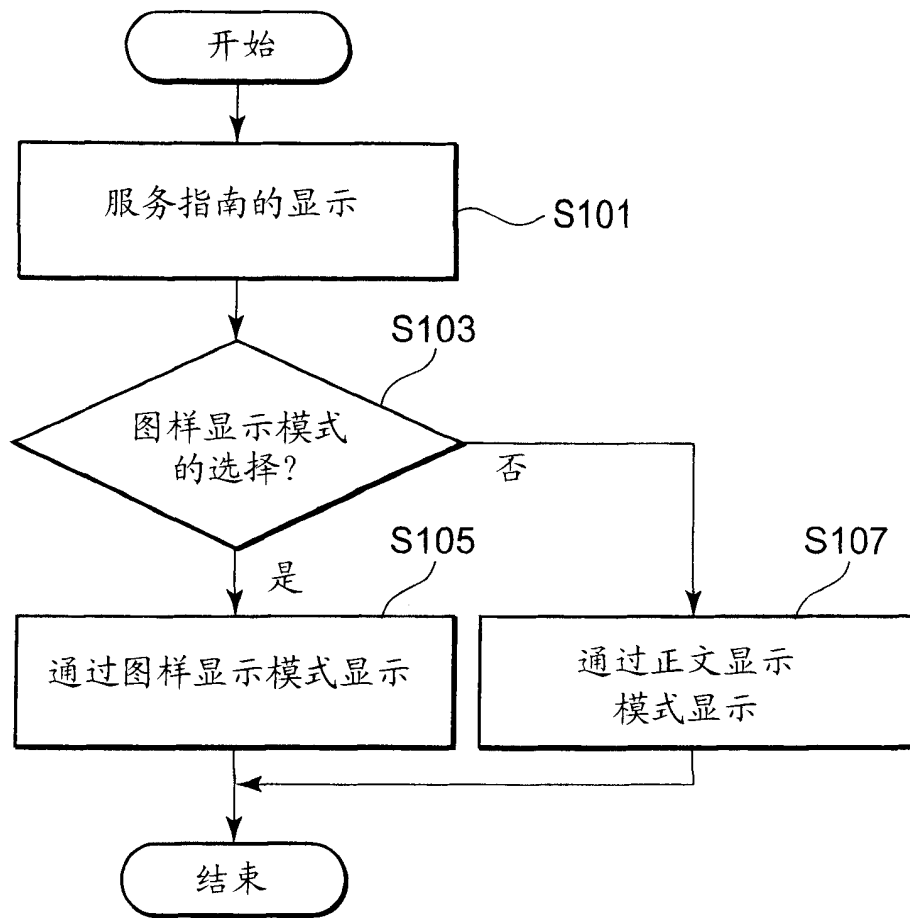 开始
服务指南的显示
S101
S103
图样显示模式
的选择?
否
是
S105
S107
通过图样显示模式显示
通过正文显示
模式显示
结束